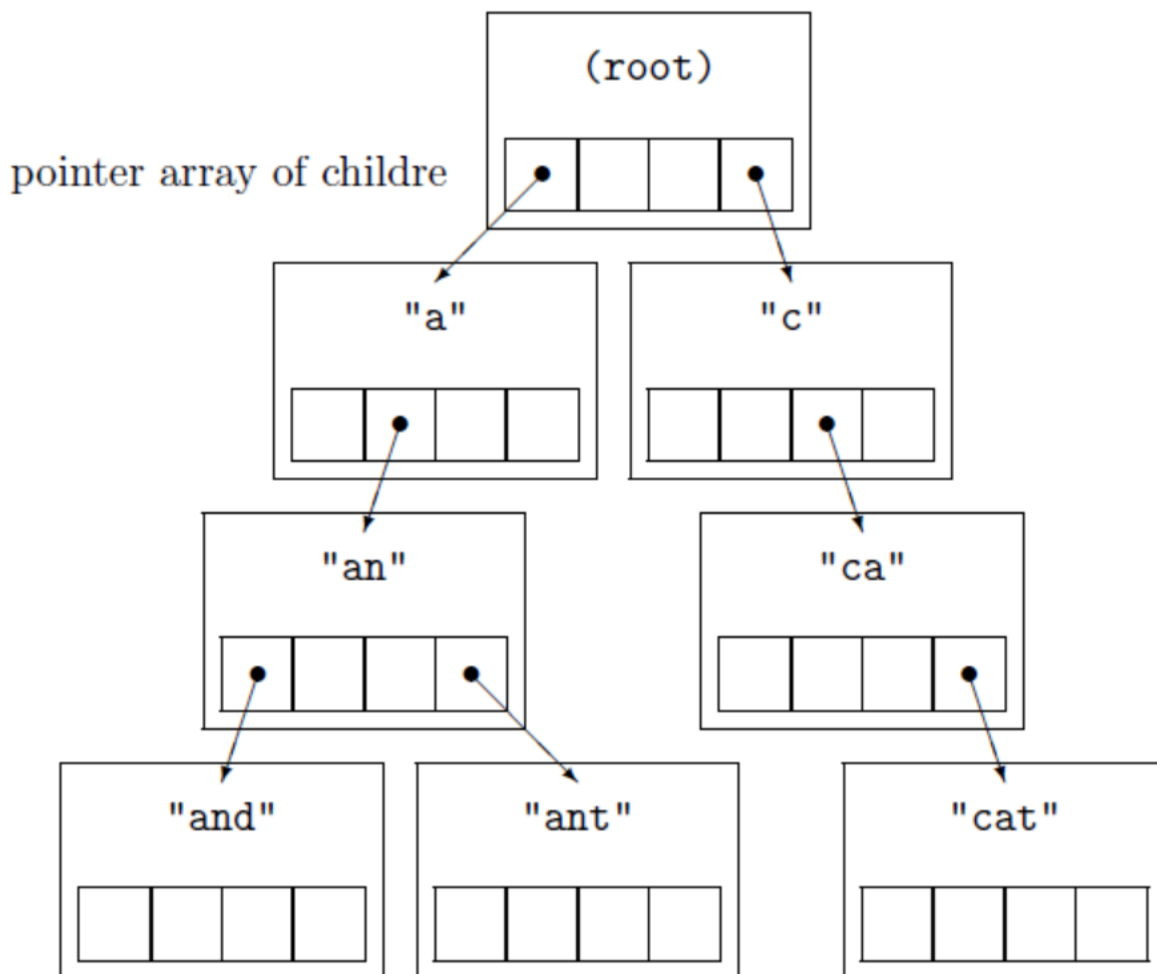 (root)
pointer array of childre
"a"
"c"
"an"
"ca"
"and"
"ant"
"cat"